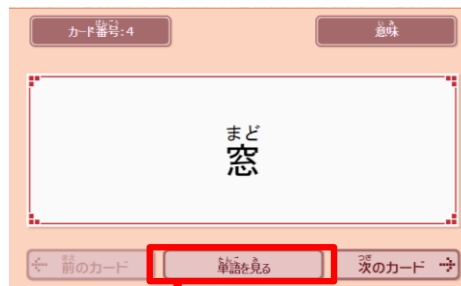 カード番号:4
意味
まど
窓
前のカード
単語を見る
次のカード